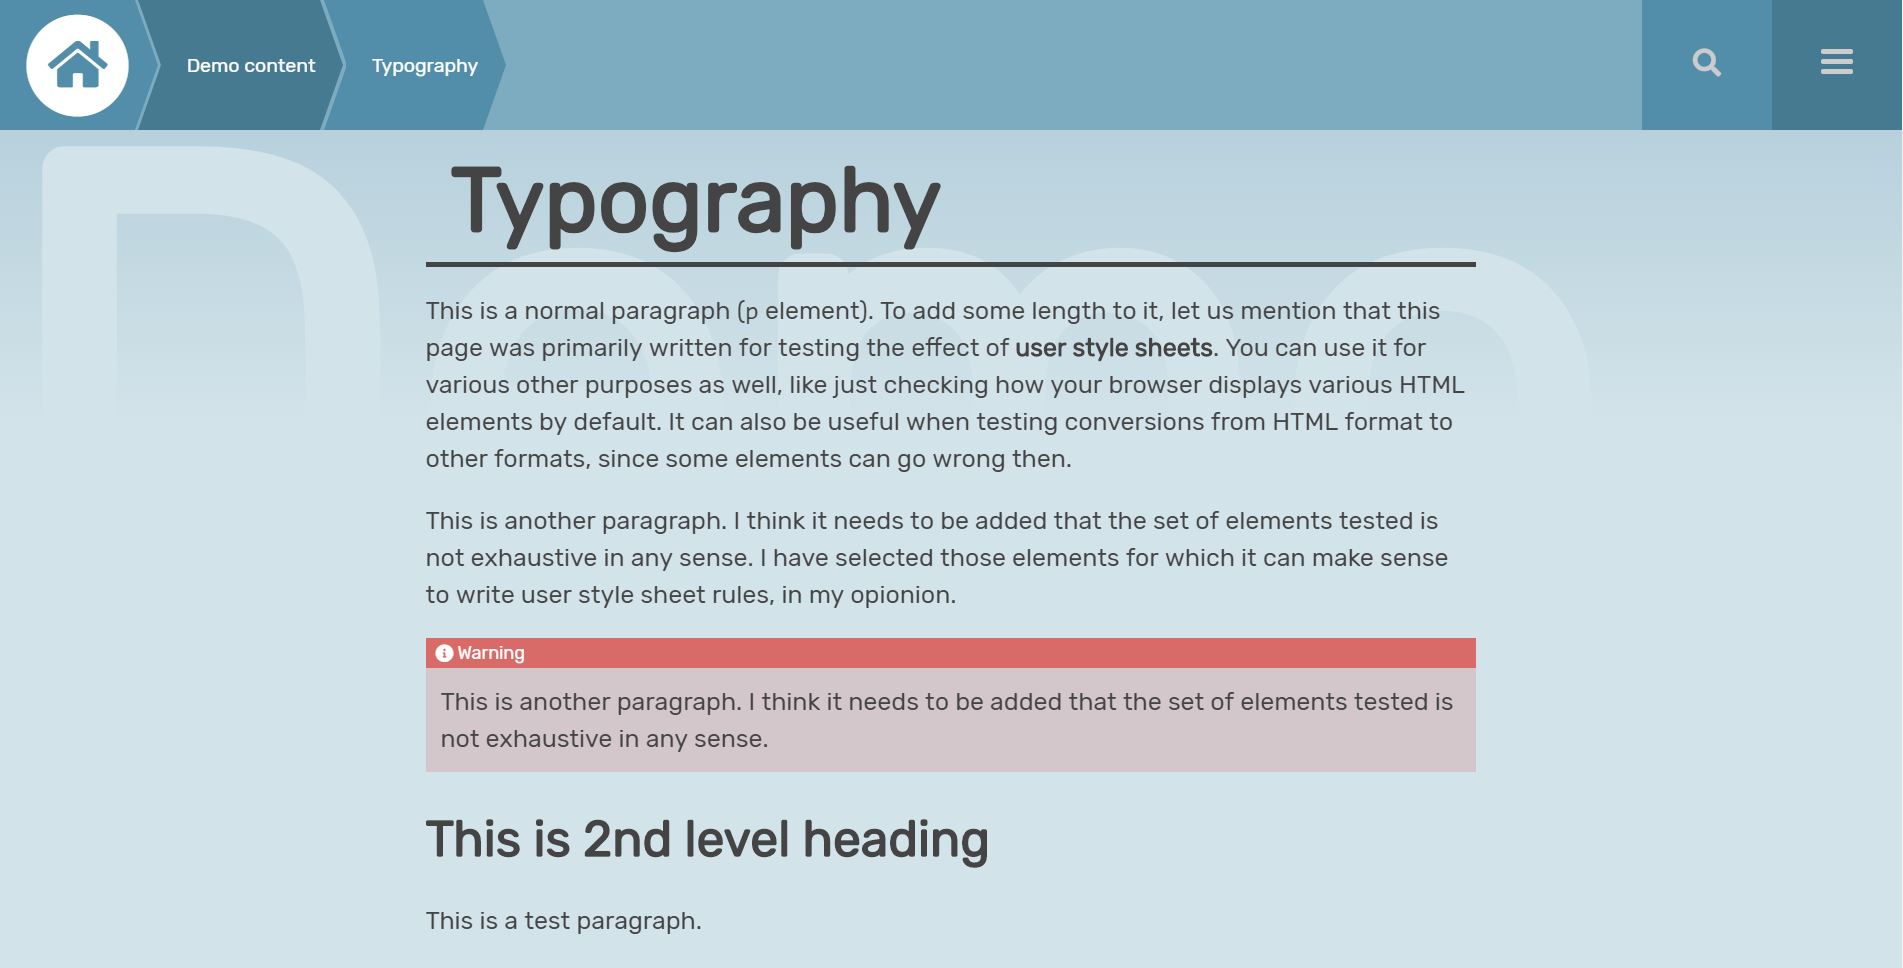 Demo content
Typography
Demo
Typography
This is a normal paragraph (p element). To add some length to it, let us mention that this
page was primarily written for testing the effect of user style sheets. You can use it for
various other purposes as well, like just checking how your browser displays various HTML
elements by default. It can also be useful when testing conversions from HTML format to
other formats, since some elements can go wrong then.
This is another paragraph. I think it needs to be added that the set of elements tested is
not exhaustive in any sense. I have selected those elements for which it can make sense
to write user style sheet rules, in my opionion.
Warning
This is another paragraph. I think it needs to be added that the set of elements tested is
not exhaustive in any sense.
This is 2nd level heading
This is a test paragraph.